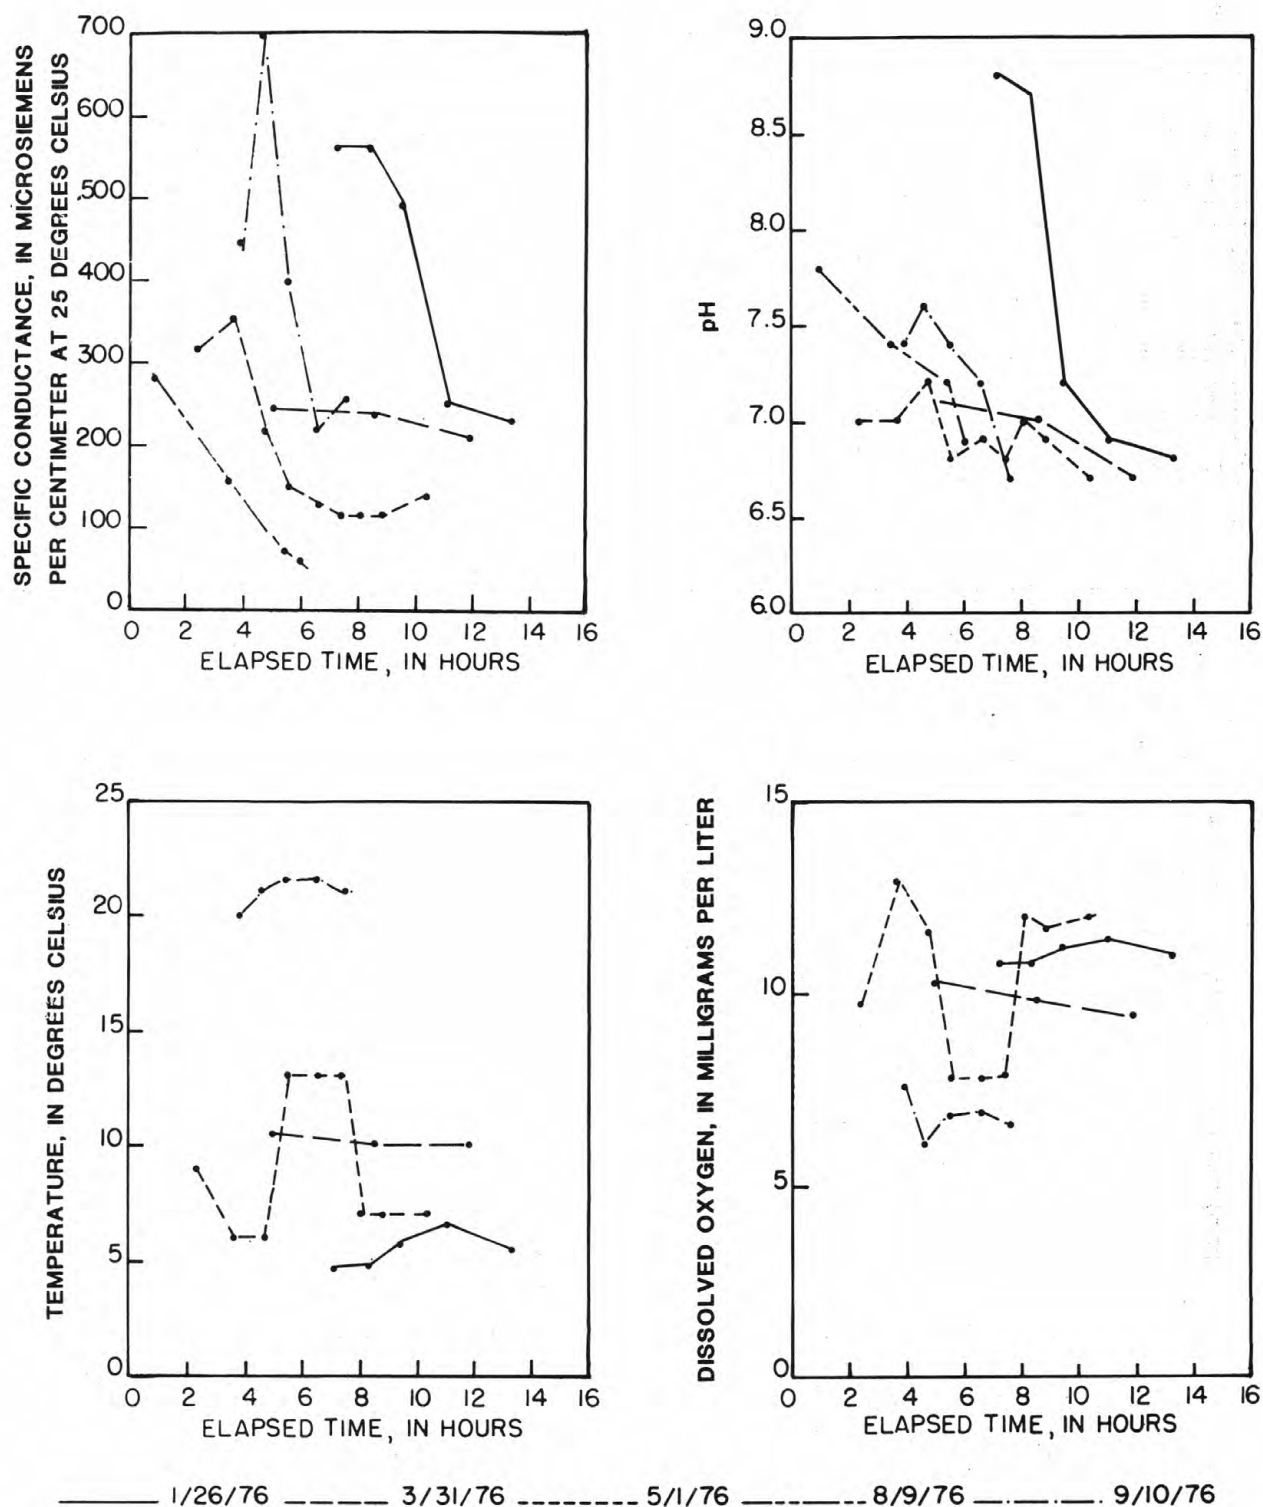 SPECIFIC CONDUCTANCE, IN MICROSIEMENS
PER CENTIMETER AT 25 DEGREES CELSIUS
700
600
500
400
300
200
100
0
0 2 4 6 8 10 12 14 16
ELAPSED TIME, IN HOURS
pH
9.0
8.5
8.0
7.5
7.0
6.5
6.0
0 2 4 6 8 10 12 14 16
ELAPSED TIME, IN HOURS
TEMPERATURE, IN DEGREES CELSIUS
25
20
15
10
5
0
0 2 4 6 8 10 12 14 16
ELAPSED TIME, IN HOURS
DISSOLVED OXYGEN, IN MILLIGRAMS PER LITER
15
10
5
0
0 2 4 6 8 10 12 14 16
ELAPSED TIME, IN HOURS
1/26/76 3/31/76 5/1/76 8/9/76 9/10/76